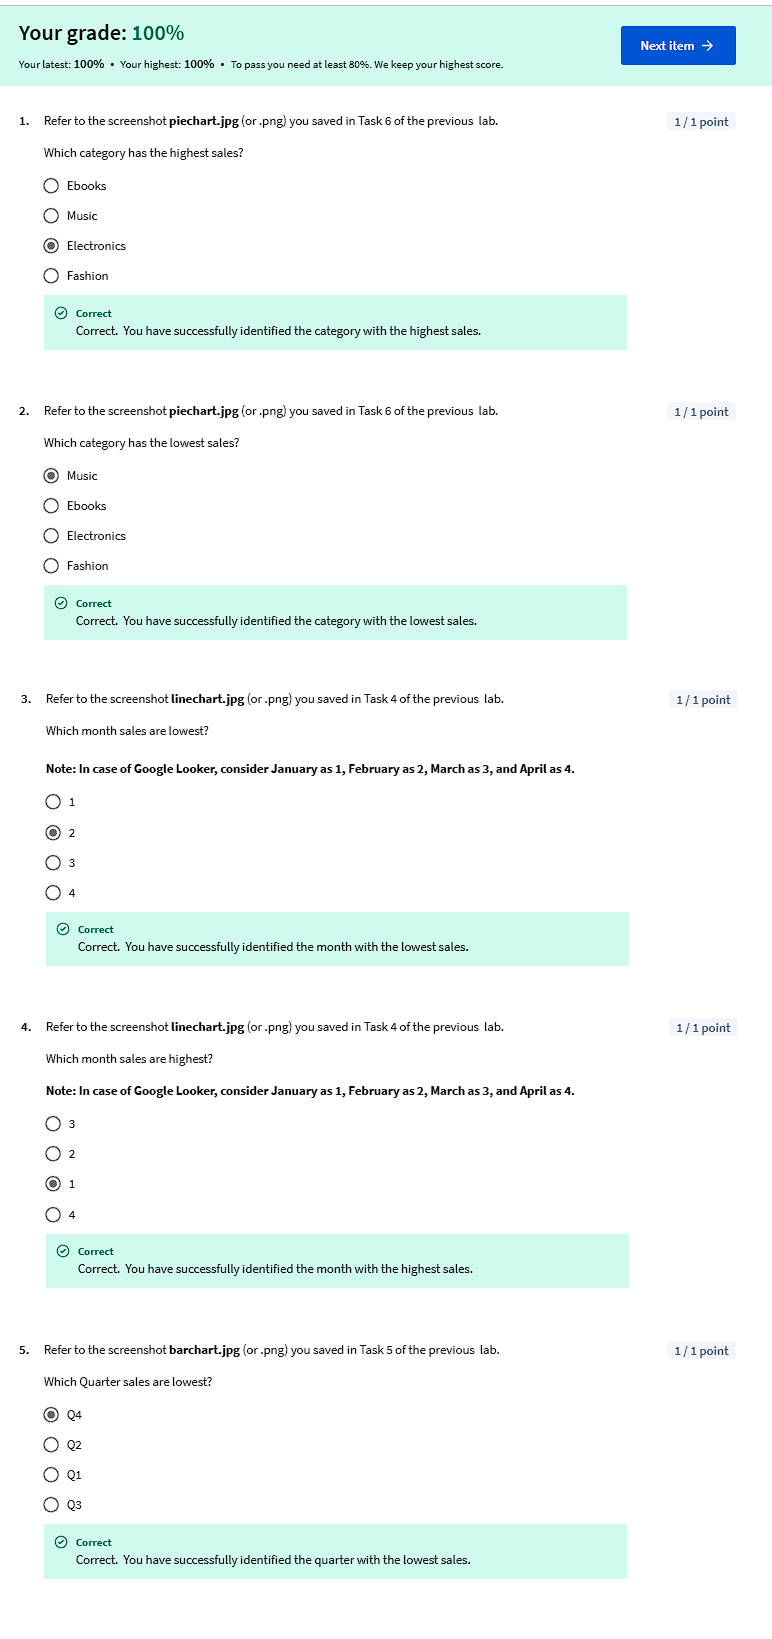 Your grade: 100%
Next item →
Your latest: 100% • Your highest: 100% • To pass you need at least 80%. We keep your highest score.
1. Refer to the screenshot piechart.jpg (or .png) you saved in Task 6 of the previous lab.
1 / 1 point
Which category has the highest sales?
Ebooks
Music
Electronics
Fashion
Correct
Correct. You have successfully identified the category with the highest sales.
2. Refer to the screenshot piechart.jpg (or .png) you saved in Task 6 of the previous lab.
1 / 1 point
Which category has the lowest sales?
Music
Ebooks
Electronics
Fashion
Correct
Correct. You have successfully identified the category with the lowest sales.
3. Refer to the screenshot linechart.jpg (or .png) you saved in Task 4 of the previous lab.
1 / 1 point
Which month sales are lowest?
Note: In case of Google Looker, consider January as 1, February as 2, March as 3, and April as 4.
1
2
3
4
Correct
Correct. You have successfully identified the month with the lowest sales.
4. Refer to the screenshot linechart.jpg (or .png) you saved in Task 4 of the previous lab.
1 / 1 point
Which month sales are highest?
Note: In case of Google Looker, consider January as 1, February as 2, March as 3, and April as 4.
3
2
1
4
Correct
Correct. You have successfully identified the month with the highest sales.
5. Refer to the screenshot barchart.jpg (or .png) you saved in Task 5 of the previous lab.
1 / 1 point
Which Quarter sales are lowest?
Q4
Q2
Q1
Q3
Correct
Correct. You have successfully identified the quarter with the lowest sales.